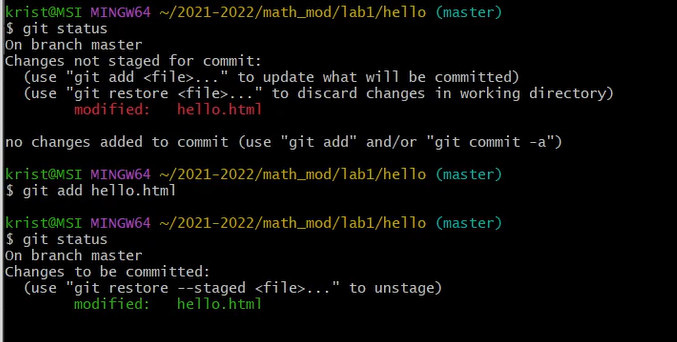 krist@MSI MINGW64 ~/2021-2022/math_mod/lab1/hello (master)
$ git status
On branch master
Changes not staged for commit:
  (use "git add <file>..." to update what will be committed)
  (use "git restore <file>..." to discard changes in working directory)
        modified:   hello.html

no changes added to commit (use "git add" and/or "git commit -a")

krist@MSI MINGW64 ~/2021-2022/math_mod/lab1/hello (master)
$ git add hello.html

krist@MSI MINGW64 ~/2021-2022/math_mod/lab1/hello (master)
$ git status
On branch master
Changes to be committed:
  (use "git restore --staged <file>..." to unstage)
        modified:   hello.html